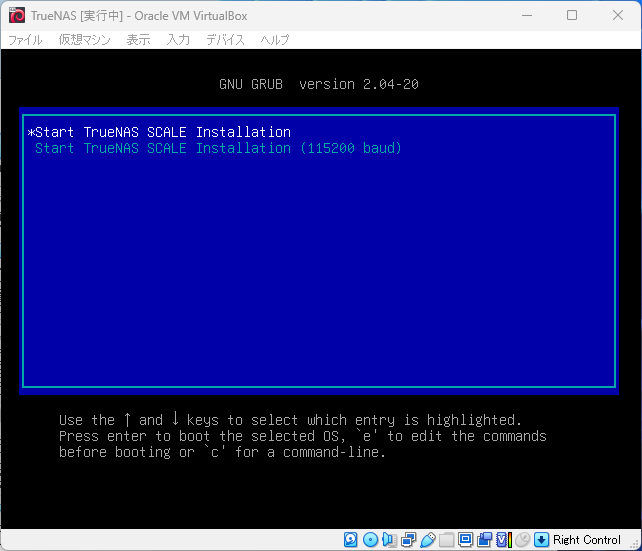 TrueNAS [実行中] - Oracle VM VirtualBox
ファイル 仮想マシン 表示 入力 デバイス ヘルプ
GNU GRUB version 2.04-20
*Start TrueNAS SCALE Installation
Start TrueNAS SCALE Installation (115200 baud)
Use the ↑ and ↓ keys to select which entry is highlighted.
Press enter to boot the selected OS, `e' to edit the commands
before booting or `c' for a command-line.
Right Control